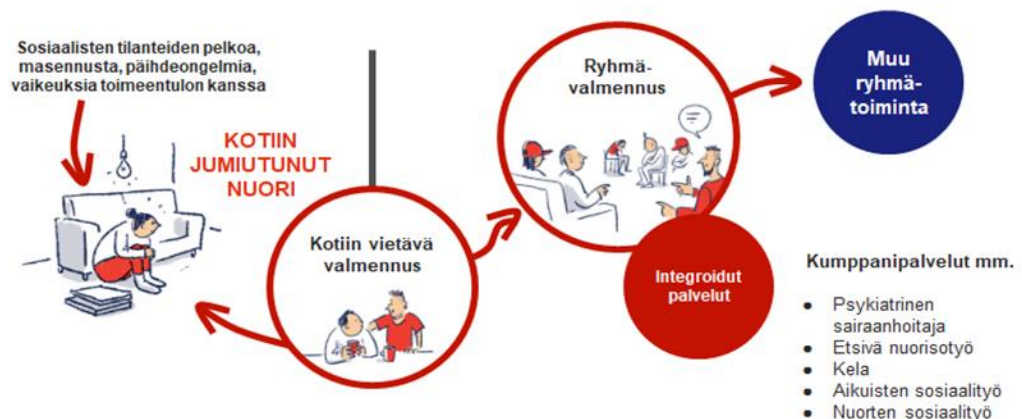 Sosiaalisten tilanteiden pelkoa,
masennusta, päihdeongelmia,
vaikeuksia toimeentulon kanssa
KOTIIN
JUMIUTUNUT
NUORI
Kotiin vietävä
valmennus
Ryhmä-
valmennus
Integroidut
palvelut
Muu
ryhmä-
toiminta
Kumppanipalvelut mm.
• Psykiatrinen
sairaanhoitaja
• Etsivä nuorisotyö
• Kela
• Aikuisten sosiaalityö
• Nuorten sosiaalityö